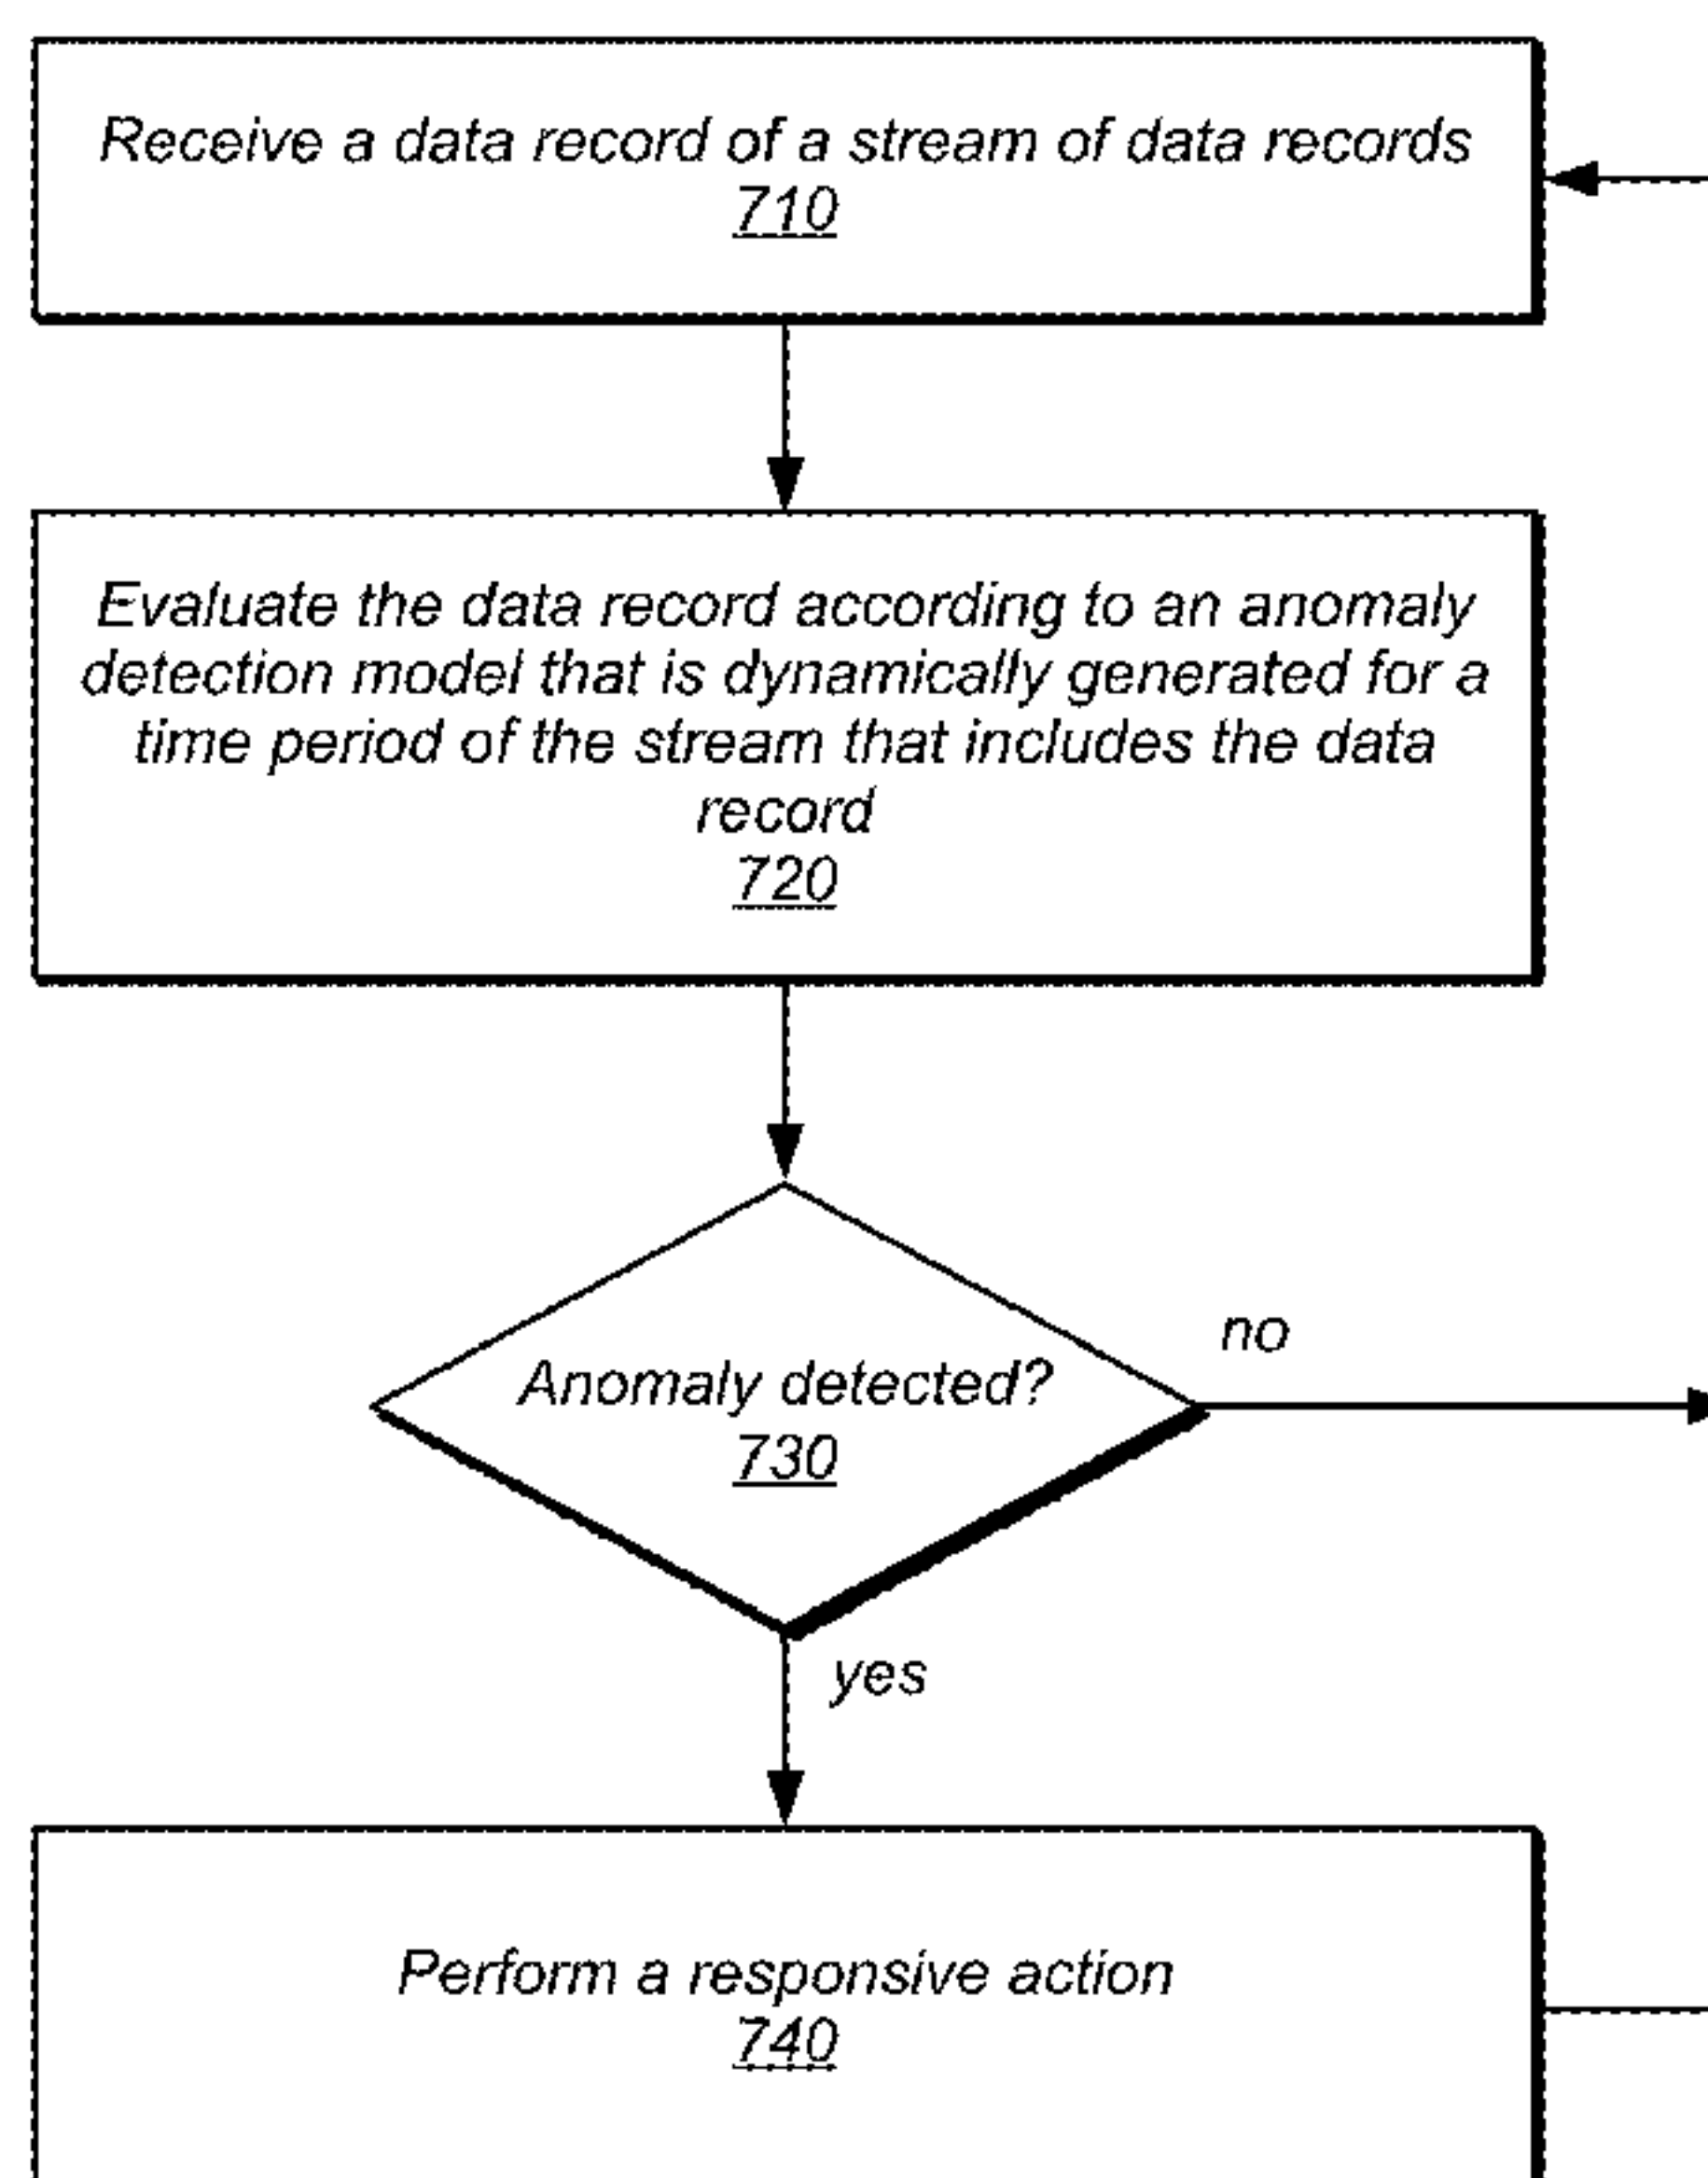 Receive a data record of a stream of data records
710
Evaluate the data record according to an anomaly
detection model that is dynamically generated for a
time period of the stream that includes the data
record
720
no
Anomaly detected?
730
yes
Perform a responsive action
740